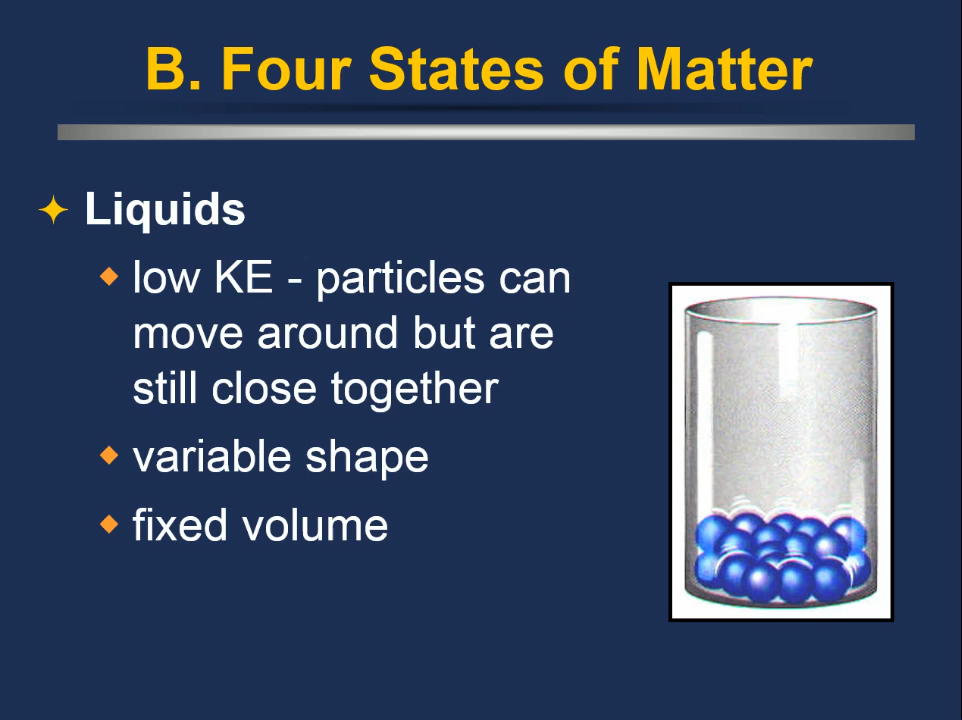 B. Four States of Matter
Liquids
low KE - particles can
move around but are
still close together
variable shape
fixed volume